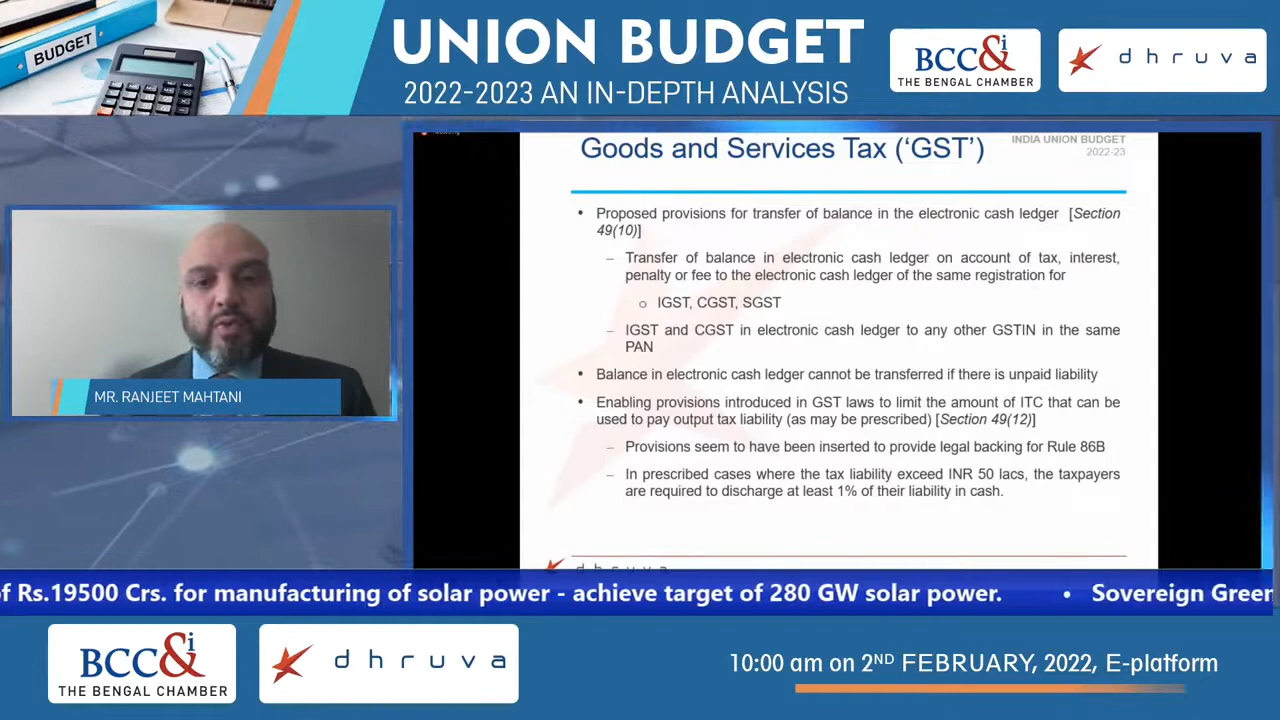 BUDGET
UNION BUDGET
2022-2023 AN IN-DEPTH ANALYSIS
BCC&i
THE BENGAL CHAMBER
dhruva
Goods and Services Tax (‘GST’)
INDIA UNION BUDGET
2022-23
• Proposed provisions for transfer of balance in the electronic cash ledger [Section
49(10)]
– Transfer of balance in electronic cash ledger on account of tax, interest,
penalty or fee to the electronic cash ledger of the same registration for
o IGST, CGST, SGST
– IGST and CGST in electronic cash ledger to any other GSTIN in the same
PAN
• Balance in electronic cash ledger cannot be transferred if there is unpaid liability
• Enabling provisions introduced in GST laws to limit the amount of ITC that can be
used to pay output tax liability (as may be prescribed) [Section 49(12)]
– Provisions seem to have been inserted to provide legal backing for Rule 86B
– In prescribed cases where the tax liability exceed INR 50 lacs, the taxpayers
are required to discharge at least 1% of their liability in cash.
dhruva
MR. RANJEET MAHTANI
of Rs.19500 Crs. for manufacturing of solar power - achieve target of 280 GW solar power. • Sovereign Green
BCC&i
THE BENGAL CHAMBER
dhruva
10:00 am on 2ND FEBRUARY, 2022, E-platform